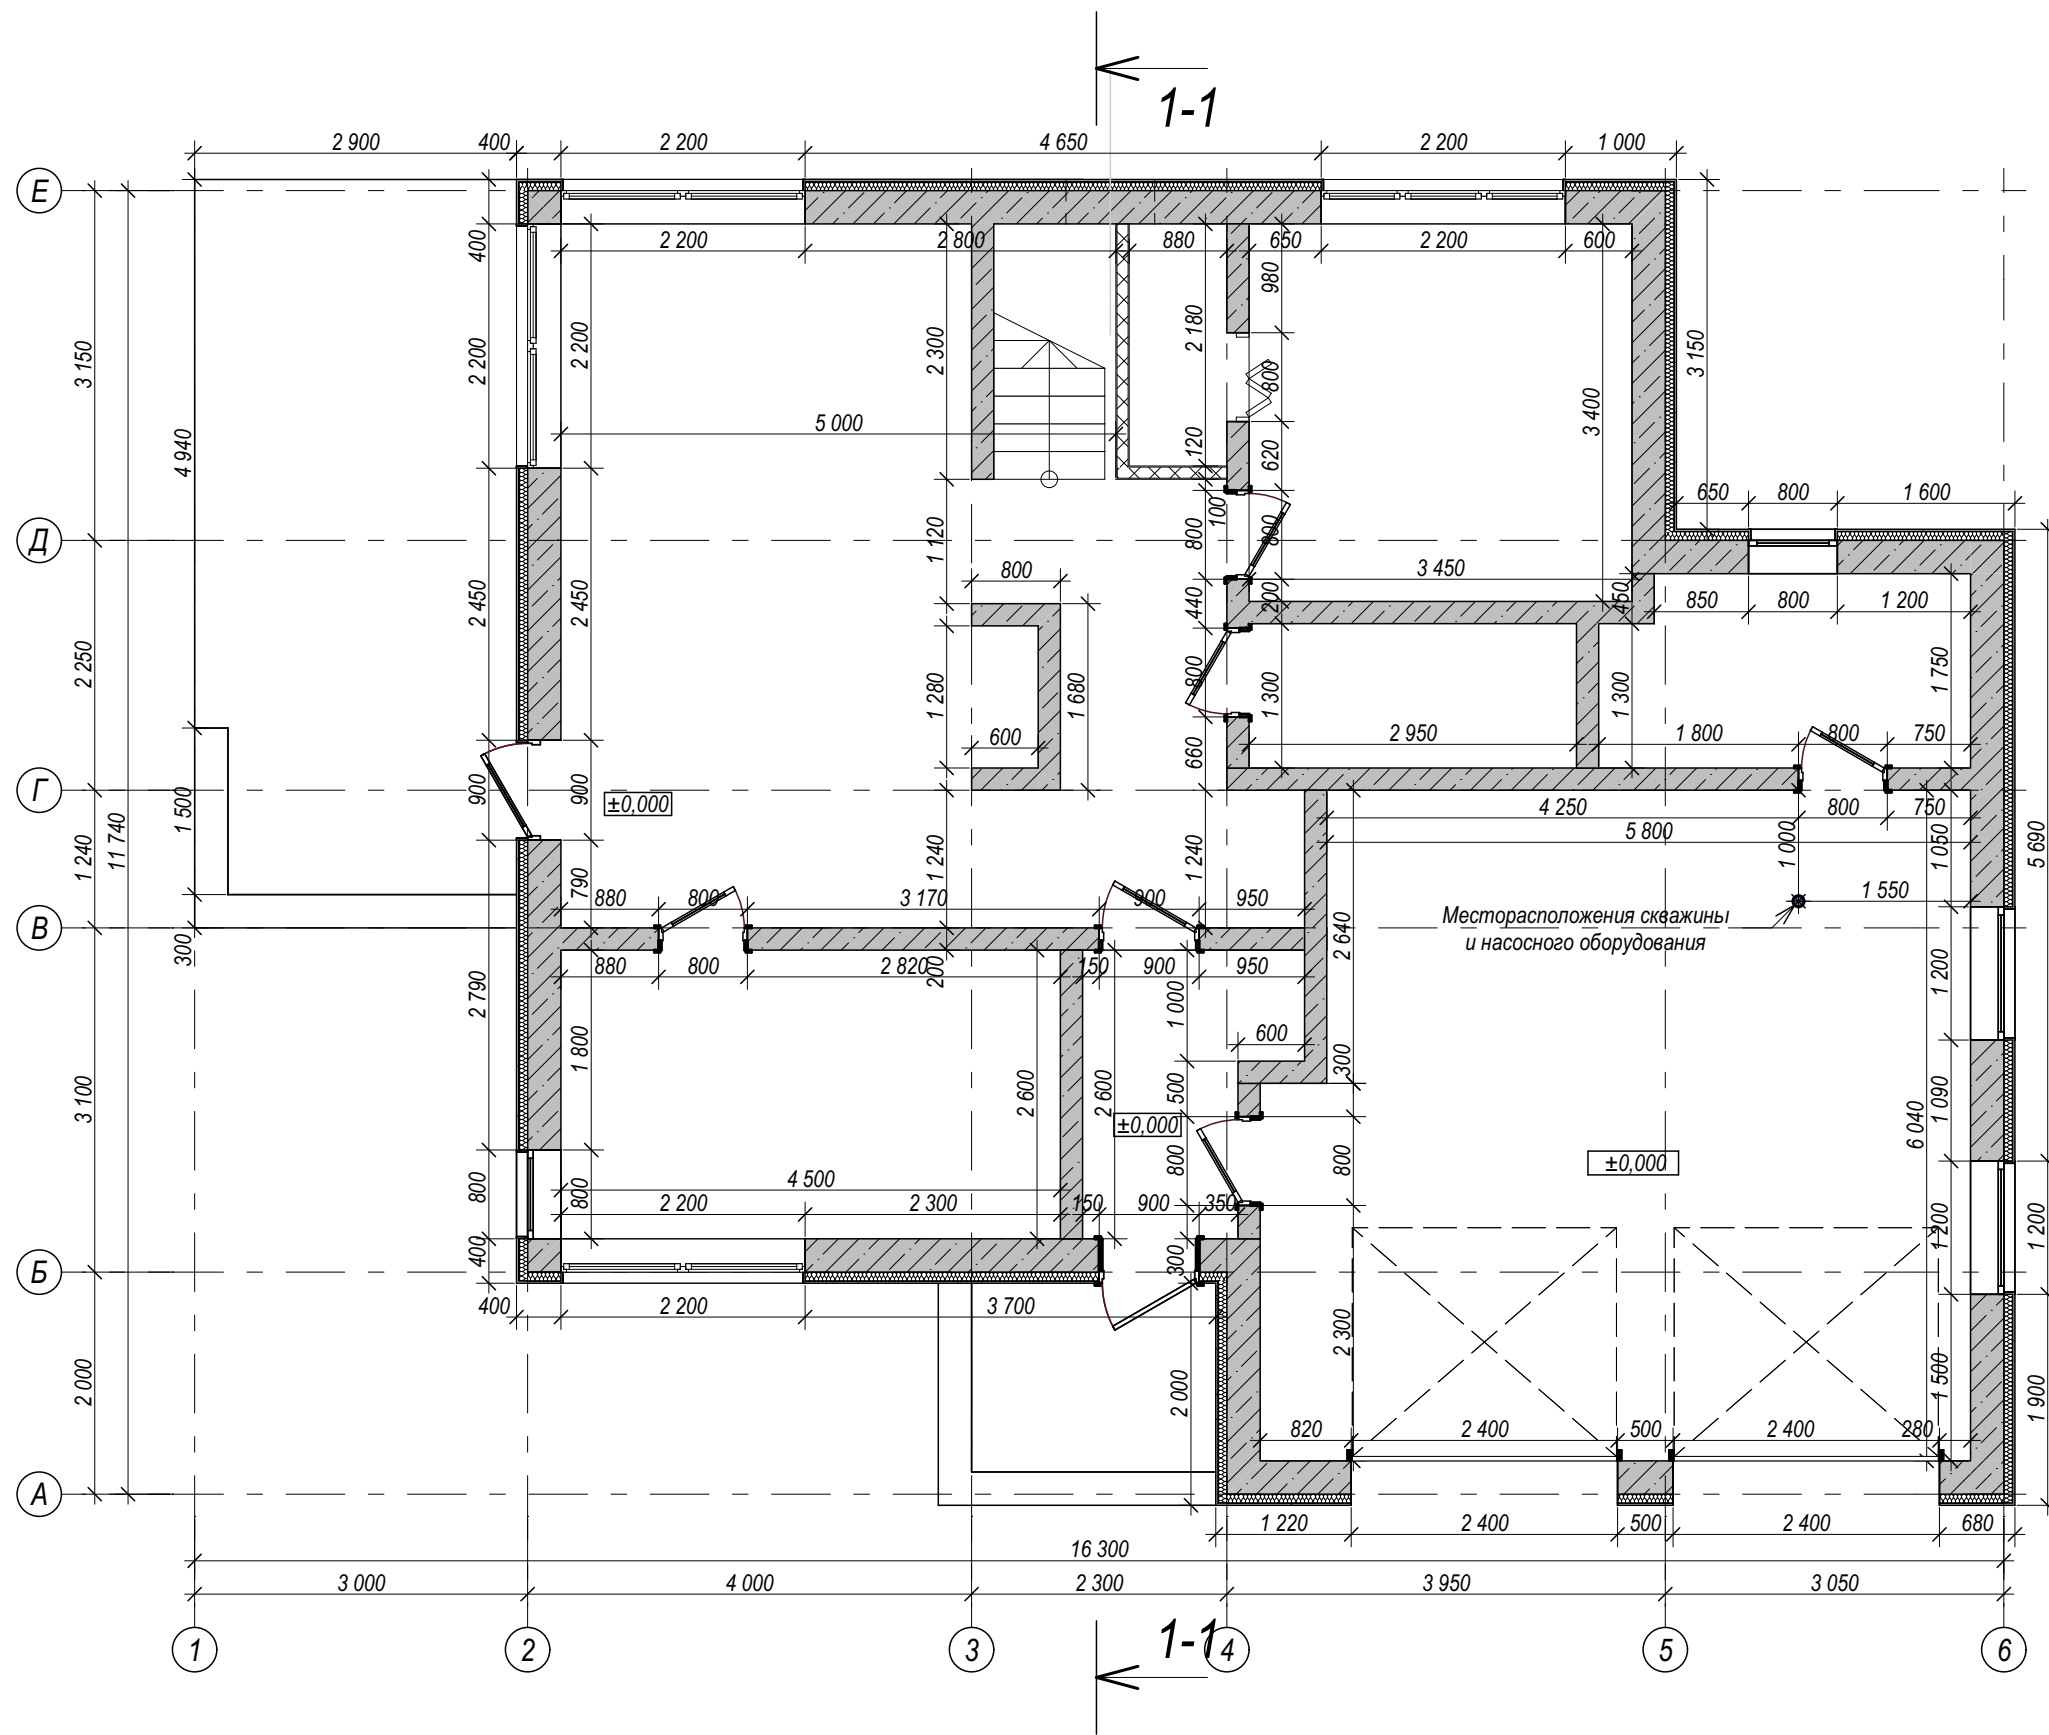 1-1
2 900 400 2 200 4 650 2 200 1 000
Е
400 2 200 2 800 880 650 2 200 600
980
2 180
3 150 2 200 2 200 2 300 800 3 400 3 150
5 000
4 940 120 620
650 800 1 600
100
Д
1 120 800 800
800 3 450
2 450 2 450 440 200 450 850 800 1 200
2 250 1 280 1 680 800 1 300 1 300 1 750
600 660 2 950 1 800 800 750
Г
1 500 900 900 ±0,000
4 250 800 750
5 800
1 240 11 740 1 240 1 240 1 000 1 050 5 690
790 880 800 3 170 900 950 1 550
В
Месторасположения скважины
и насосного оборудования
300 2 640
880 800 2 820 200 150 900 950
2 790 1 000 1 200
1 800 600 300
3 100 2 600 2 600 500 1 090
±0,000 6 040
800 800 ±0,000
4 500
800 800 2 200 2 300 150 900 350
1 200 1 200
400 300
Б
400 2 200 3 700
2 300
2 000 2 000 1 500 1 900
820 2 400 500 2 400 280
А
1 220 2 400 500 2 400 680
16 300
3 000 4 000 2 300 3 950 3 050
1-1
1 2 3 4 5 6